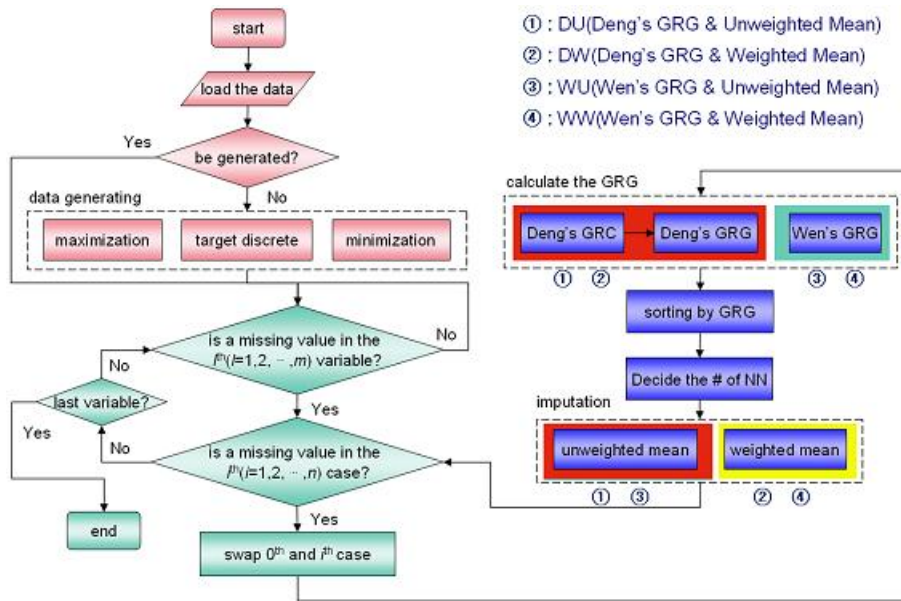 start
load the data
be generated?
Yes
No
data generating
maximization
target discrete
minimization
is a missing value in the
lth(l=1,2, ⋯ ,m) variable?
No
Yes
last variable?
No
Yes
No
is a missing value in the
ith(i=1,2, ⋯ ,n) case?
Yes
end
swap 0th and ith case
① : DU(Deng's GRG & Unweighted Mean)
② : DW(Deng's GRG & Weighted Mean)
③ : WU(Wen's GRG & Unweighted Mean)
④ : WW(Wen's GRG & Weighted Mean)
calculate the GRG
Deng's GRC
Deng's GRG
Wen's GRG
① ②
③ ④
sorting by GRG
Decide the # of NN
imputation
unweighted mean
weighted mean
① ③
② ④